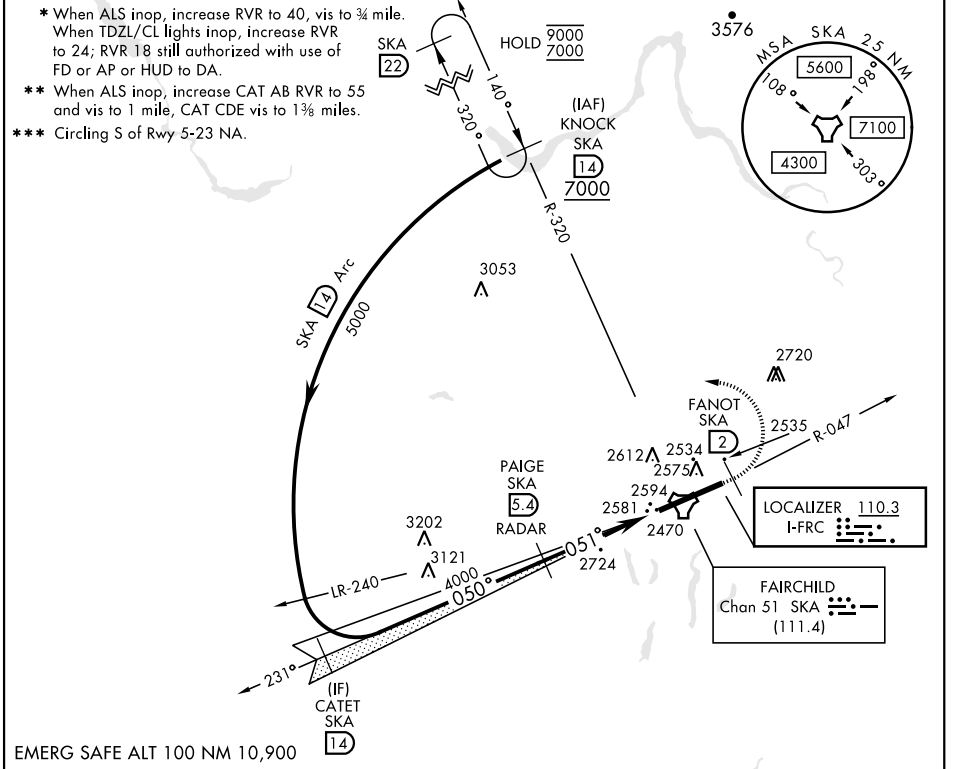 * When ALS inop, increase RVR to 40, vis to ¾ mile.
When TDZL/CL lights inop, increase RVR
to 24; RVR 18 still authorized with use of
FD or AP or HUD to DA.
** When ALS inop, increase CAT AB RVR to 55
and vis to 1 mile, CAT CDE vis to 1⅜ miles.
*** Circling S of Rwy 5-23 NA.
SKA
22
HOLD 9000
7000
140°
320°
(IAF)
KNOCK
SKA
14
7000
R-320
3576
MSA SKA 25 NM
5600
108°
198°
7100
4300
303°
3053
SKA 14 Arc
5000
2720
FANOT
SKA
2
2535
R-047
2612
2534
2575
PAIGE
SKA
5.4
RADAR
2594
2581
2470
LOCALIZER 110.3
I-FRC
3202
3121
051°
2724
LR-240
4000
050°
FAIRCHILD
Chan 51 SKA
(111.4)
231°
(IF)
CATET
SKA
14
EMERG SAFE ALT 100 NM 10,900